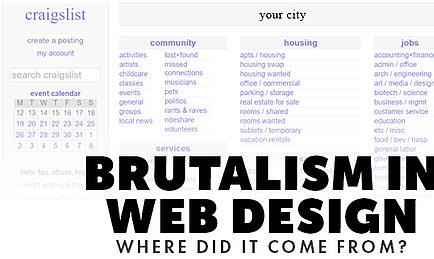 craigslist
create a posting
my account
search craigslist
event calendar
M T W T F S S
12 13 14 15 16 17 18
19 20 21 22 23 24 25
26 27 28 29 30 31 1
2 3 4 5 6 7 8
help, faq, abuse, legal
avoid scams & fraud
your city
community
activities
artists
childcare
classes
events
general
groups
local news
lost+found
missed
connections
musicians
pets
politics
rants & raves
rideshare
volunteers
services
housing
apts / housing
housing swap
housing wanted
office / commercial
parking / storage
real estate for sale
rooms / shared
rooms wanted
sublets / temporary
vacation rentals
jobs
accounting+finance
admin / office
arch / engineering
art / media / design
biotech / science
business / mgmt
customer service
education
etc / misc
food / bev / hosp
general labor
BRUTALISM IN
WEB DESIGN
WHERE DID IT COME FROM?